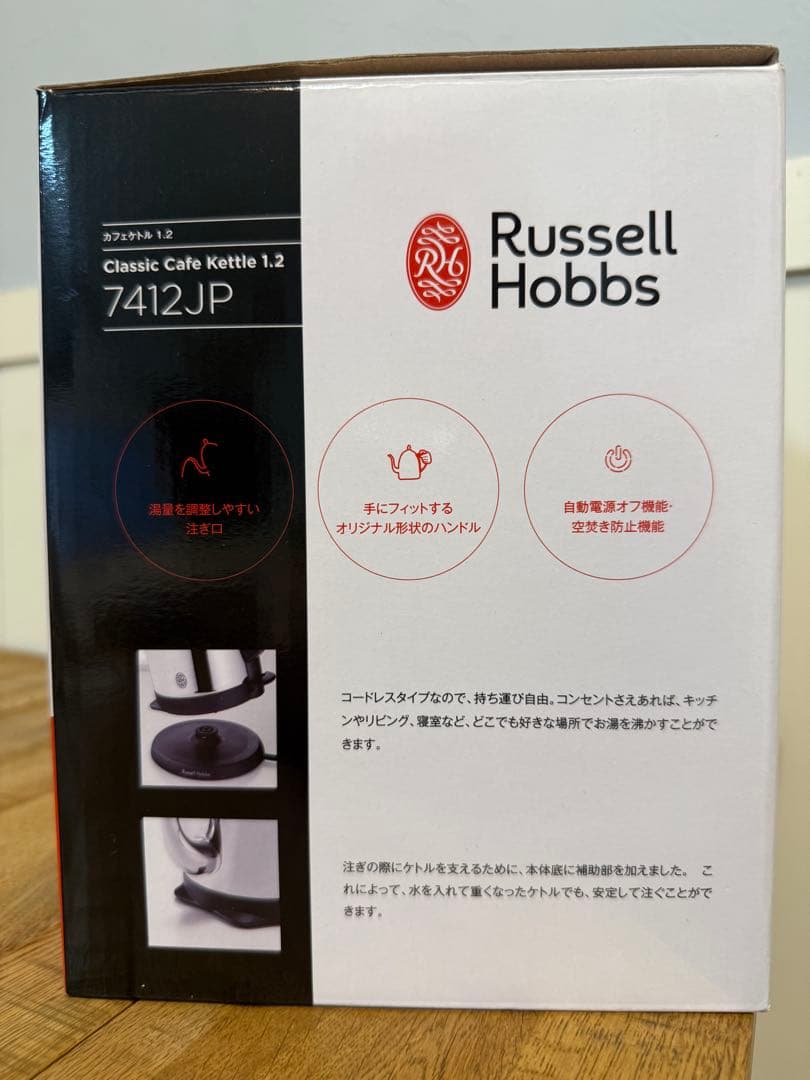 カフェケトル 1.2
Classic Cafe Kettle 1.2
7412JP
RH
Russell
Hobbs
湯量を調整しやすい
注ぎ口
手にフィットする
オリジナル形状のハンドル
自動電源オフ機能・
空焚き防止機能
Russell Hobbs
コードレスタイプなので、持ち運び自由。コンセントさえあれば、キッチ
ンやリビング、寝室など、どこでも好きな場所でお湯を沸かすことがで
きます。
注ぎの際にケトルを支えるために、本体底に補助部を加えました。 こ
れによって、水を入れて重くなったケトルでも、安定して注ぐことがで
きます。